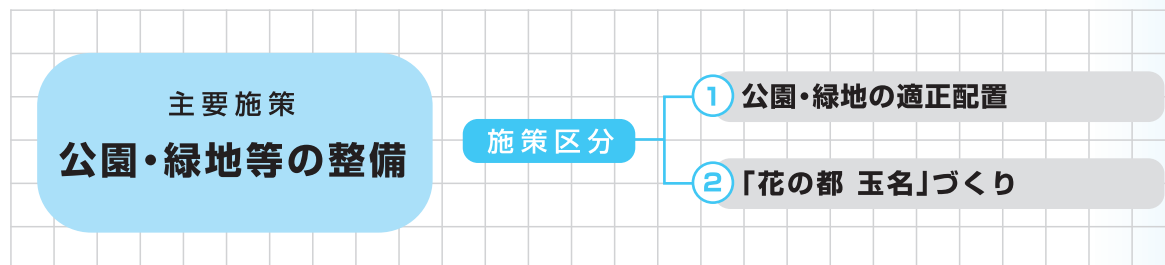 主要施策
公園・緑地等の整備
施策区分
1 公園・緑地の適正配置
2 「花の都 玉名」づくり